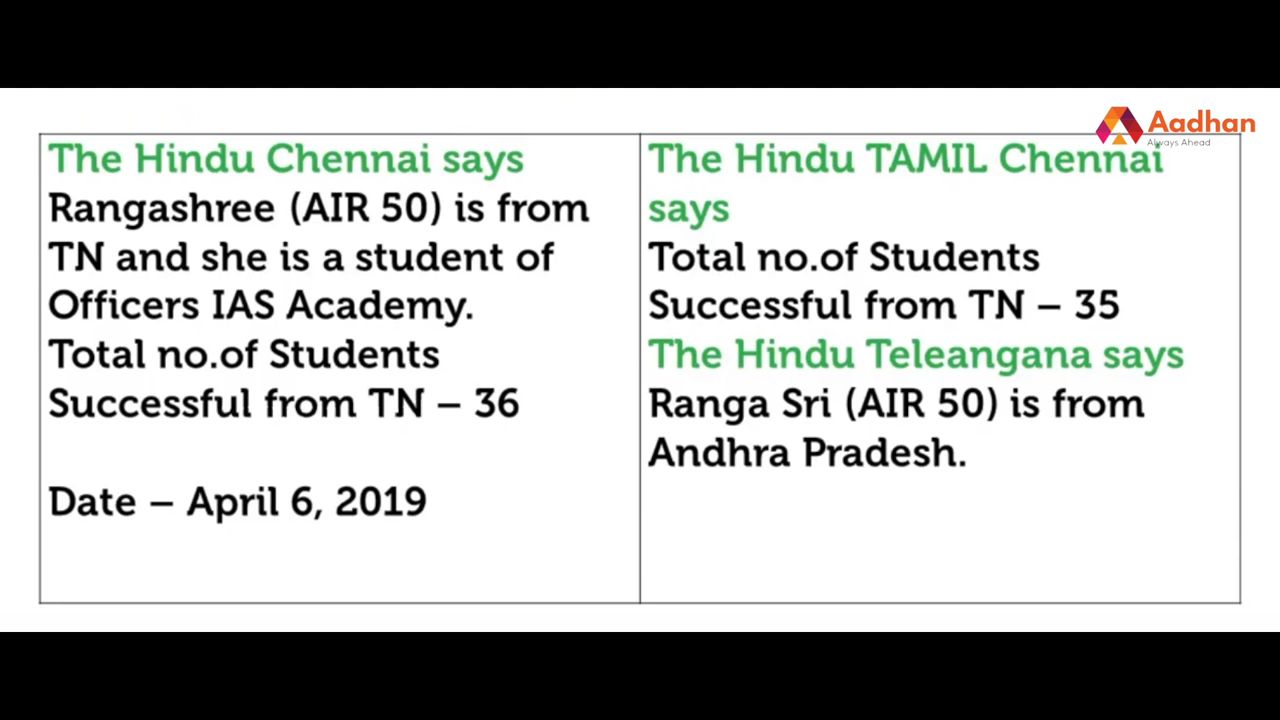 Aadhan
Always Ahead
The Hindu Chennai says
Rangashree (AIR 50) is from
TN and she is a student of
Officers IAS Academy.
Total no.of Students
Successful from TN – 36
Date – April 6, 2019
The Hindu TAMIL Chennai
says
Total no.of Students
Successful from TN – 35
The Hindu Teleangana says
Ranga Sri (AIR 50) is from
Andhra Pradesh.